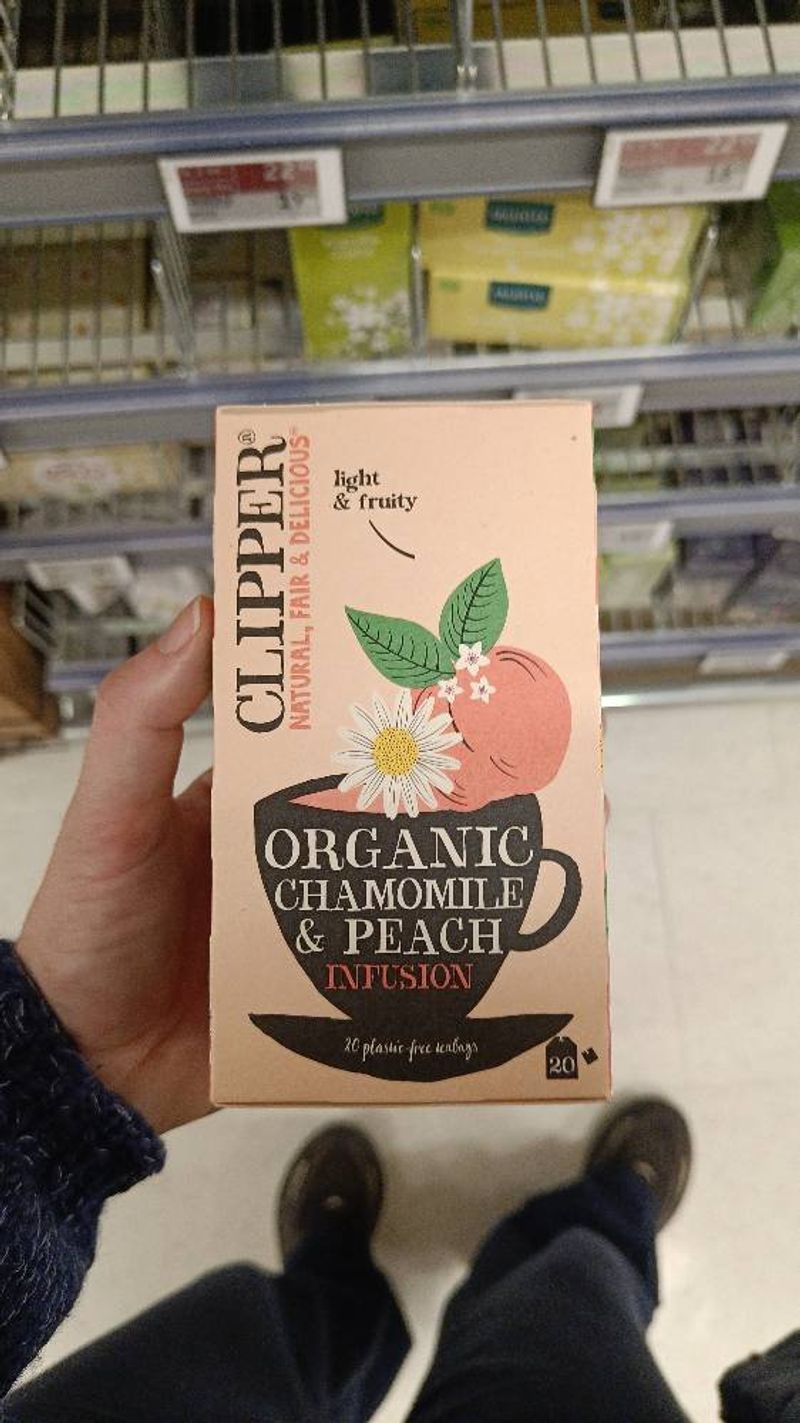 CLIPPER®
NATURAL, FAIR & DELICIOUS®
light
& fruity
ORGANIC
CHAMOMILE
& PEACH
INFUSION
20 plastic-free teabags
20